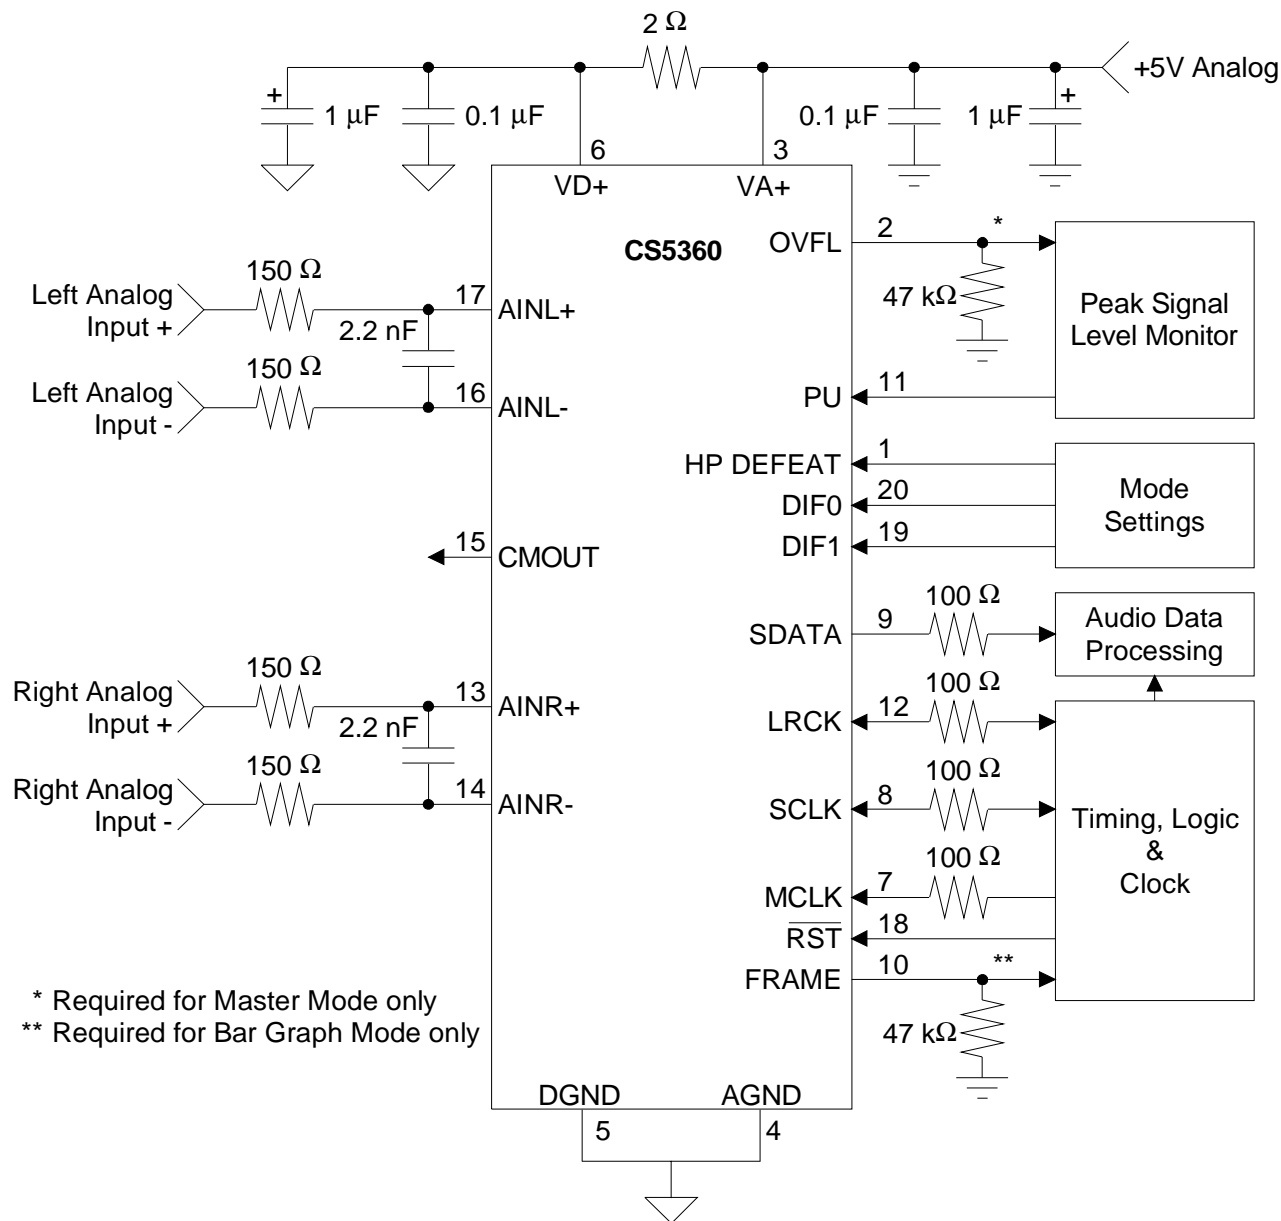 2 Ω
+5V Analog
+
1 μF
0.1 μF
0.1 μF
1 μF
+
6
3
VD+
VA+
CS5360
OVFL
2
*
47 kΩ
Peak Signal
Level Monitor
PU
11
150 Ω
Left Analog
Input +
17
AINL+
2.2 nF
150 Ω
Left Analog
Input -
16
AINL-
HP DEFEAT
1
DIF0
20
DIF1
19
Mode
Settings
15
CMOUT
SDATA
9
100 Ω
Audio Data
Processing
150 Ω
Right Analog
Input +
13
AINR+
2.2 nF
150 Ω
Right Analog
Input -
14
AINR-
LRCK
12
100 Ω
SCLK
8
100 Ω
MCLK
7
100 Ω
RST
18
FRAME
10
**
47 kΩ
Timing, Logic
&
Clock
* Required for Master Mode only
** Required for Bar Graph Mode only
DGND
AGND
5
4